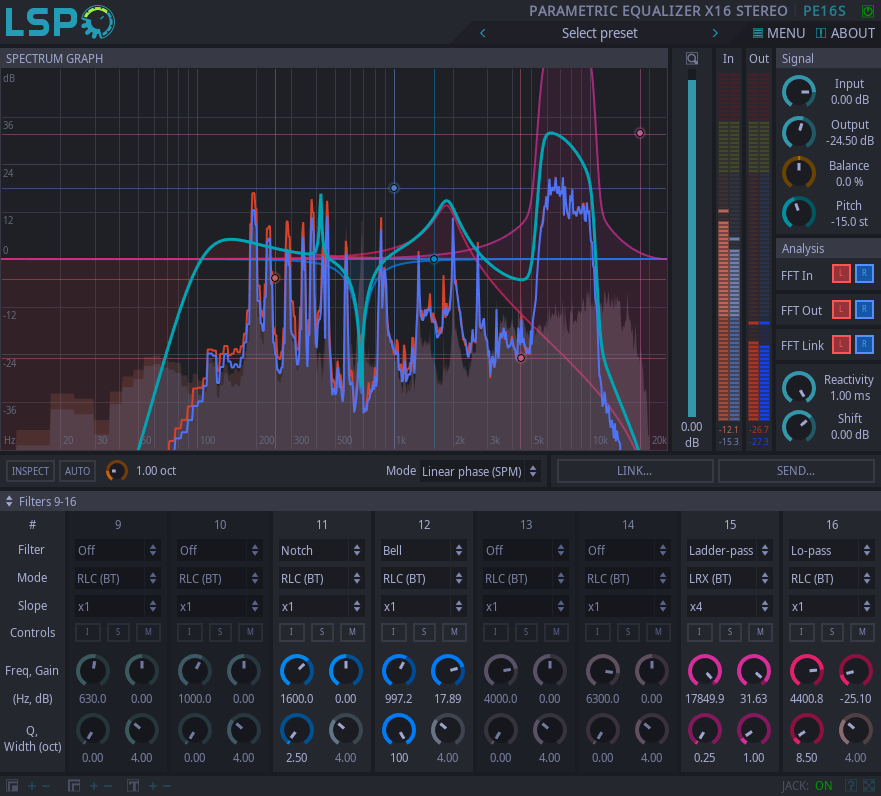 LSP
PARAMETRIC EQUALIZER X16 STEREO PE16S
Select preset
MENU ABOUT
SPECTRUM GRAPH
In Out
Signal
dB
36
24
12
0
-12
-24
-36
Hz 20 30 50 100 200 300 500 1k 2k 3k 5k 10k 20k
0.00
dB
-12.1 -26.7
-15.3 -27.3
Input
0.00 dB
Output
-24.50 dB
Balance
0.0 %
Pitch
-15.0 st
Analysis
FFT In L R
FFT Out L R
FFT Link L R
Reactivity
1.00 ms
Shift
0.00 dB
INSPECT AUTO 1.00 oct Mode Linear phase (SPM) LINK... SEND...
Filters 9-16
# 9 10 11 12 13 14 15 16
Filter Off Off Notch Bell Off Off Ladder-pass Lo-pass
Mode RLC (BT) RLC (BT) RLC (BT) RLC (BT) RLC (BT) RLC (BT) LRX (BT) RLC (BT)
Slope x1 x1 x1 x1 x1 x1 x4 x1
Controls I S M I S M I S M I S M I S M I S M I S M I S M
Freq, Gain
(Hz, dB) 630.0 0.00 1000.0 0.00 1600.0 0.00 997.2 17.89 4000.0 0.00 6300.0 0.00 17849.9 31.63 4400.8 -25.10
Q,
Width (oct)
0.00 4.00 0.00 4.00 2.50 4.00 100 4.00 0.00 4.00 0.00 4.00 0.25 1.00 8.50 4.00
JACK: ON ?